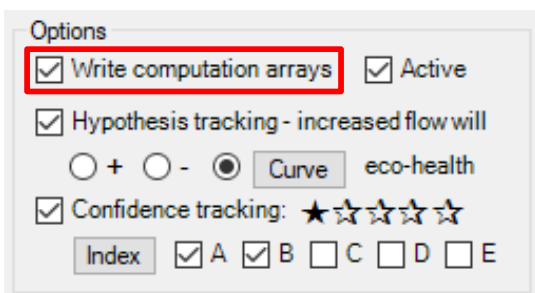 Options
Write computation arrays Active
Hypothesis tracking - increased flow will
+ - Curve eco-health
Confidence tracking: ★☆☆☆☆
Index A B C D E